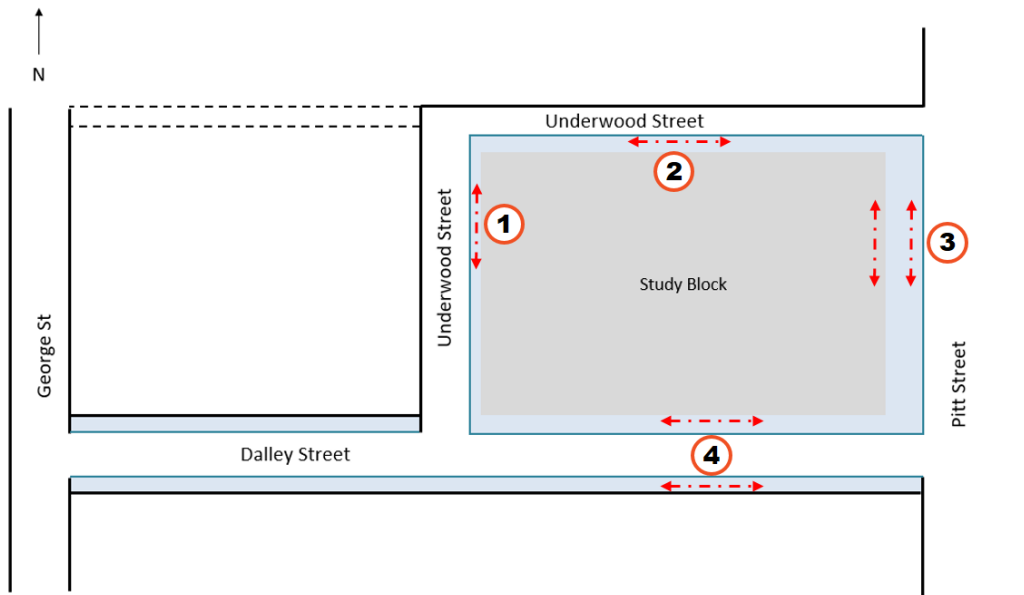 N
Underwood Street
2
1
Underwood Street
3
Study Block
George St
Pitt Street
Dalley Street
4